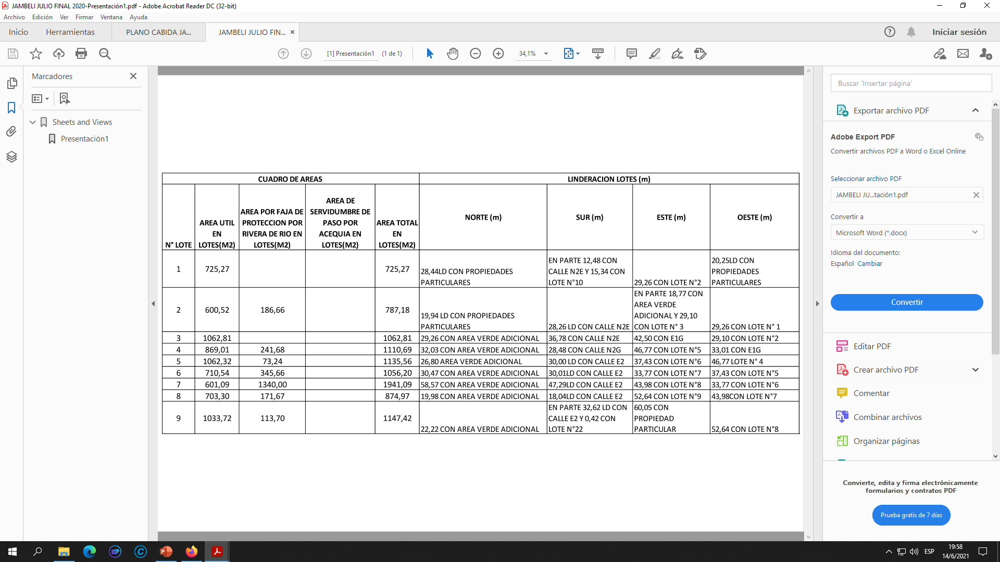 JAMBELI JULIO FINAL 2020-Presentación1.pdf - Adobe Acrobat Reader DC (32-bit)
Archivo Edición Ver Firmar Ventana Ayuda
Inicio Herramientas PLANO CABIDA JA... JAMBELI JULIO FIN... Iniciar sesión
[1] Presentación1 (1 de 1) 34,1%
Marcadores
Sheets and Views
Presentación1
CUADRO DE AREAS LINDERACION LOTES (m)
N° LOTE
AREA UTIL
EN
LOTES(M2)
AREA POR FAJA DE
PROTECCION POR
RIVERA DE RIO EN
LOTES(M2)
AREA DE
SERVIDUMBRE DE
PASO POR
ACEQUIA EN
LOTES(M2)
AREA TOTAL
EN
LOTES(M2)
NORTE (m)
SUR (m)
ESTE (m)
OESTE (m)
1
725,27
725,27
28,44LD CON PROPIEDADES
PARTICULARES
EN PARTE 12,48 CON
CALLE N2E Y 15,34 CON
LOTE N°10
29,26 CON LOTE N°2
20,25LD CON
PROPIEDADES
PARTICULARES
2
600,52
186,66
787,18
19,94 LD CON PROPIEDADES
PARTICULARES
28,26 LD CON CALLE N2E
EN PARTE 18,77 CON
AREA VERDE
ADICIONAL Y 29,10
CON LOTE N° 3
29,26 CON LOTE N° 1
3 1062,81 1062,81 29,26 CON AREA VERDE ADICIONAL 36,78 CON CALLE N2E 42,50 CON E1G 29,10 CON LOTE N°2
4 869,01 241,68 1110,69 32,03 CON AREA VERDE ADICIONAL 28,48 CON CALLE N2G 46,77 CON LOTE N°5 33,01 CON E1G
5 1062,32 73,24 1135,56 26,80 AREA VERDE ADICIONAL 30,00 LD CON CALLE E2 37,43 CON LOTE N°6 46,77 LOTE N° 4
6 710,54 345,66 1056,20 30,47 CON AREA VERDE ADICIONAL 30,01LD CON CALLE E2 33,77 CON LOTE N°7 37,43 CON LOTE N°5
7 601,09 1340,00 1941,09 58,57 CON AREA VERDE ADICIONAL 47,29LD CON CALLE E2 43,98 CON LOTE N°8 33,77 CON LOTE N°6
8 703,30 171,67 874,97 19,98 CON AREA VERDE ADICIONAL 18,04LD CON CALLE E2 52,64 CON LOTE N°9 43,98CON LOTE N°7
9
1033,72
113,70
1147,42
22,22 CON AREA VERDE ADICIONAL
EN PARTE 32,62 LD CON
CALLE E2 Y 0,42 CON
LOTE N°22
60,05 CON
PROPIEDAD
PARTICULAR
52,64 CON LOTE N°8
Buscar 'Insertar página'
Exportar archivo PDF
Adobe Export PDF
Convertir archivos PDF a Word o Excel Online
Seleccionar archivo PDF
JAMBELI JU...tación1.pdf
Convertir a
Microsoft Word (*.docx)
Idioma del documento:
Español Cambiar
Convertir
Editar PDF
Crear archivo PDF
Comentar
Combinar archivos
Organizar páginas
Convierte, edita y firma electrónicamente
formularios y contratos PDF
Prueba gratis de 7 días
ESP
19:58
14/6/2021